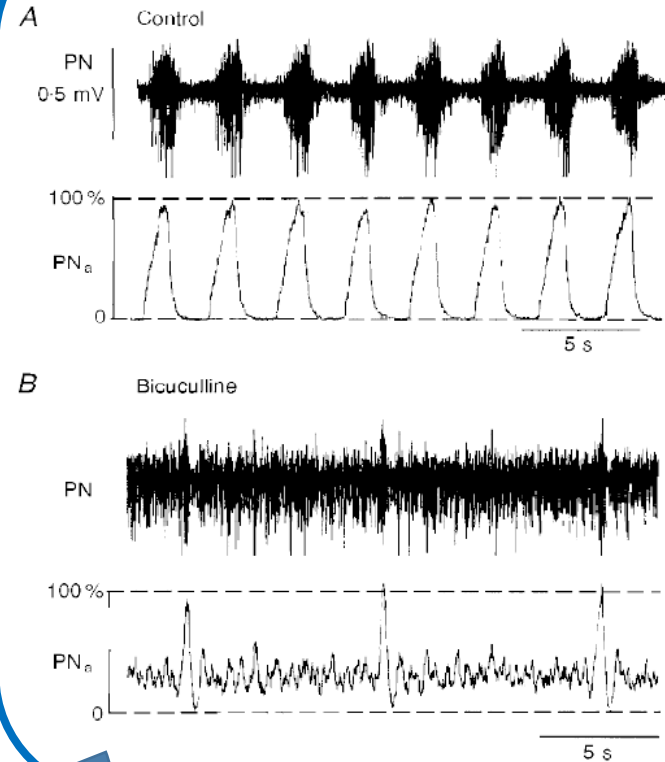 A Control
PN
0·5 mV
100 %
PNa
0
5 s
B Bicuculline
PN
100 %
PNa
0
5 s